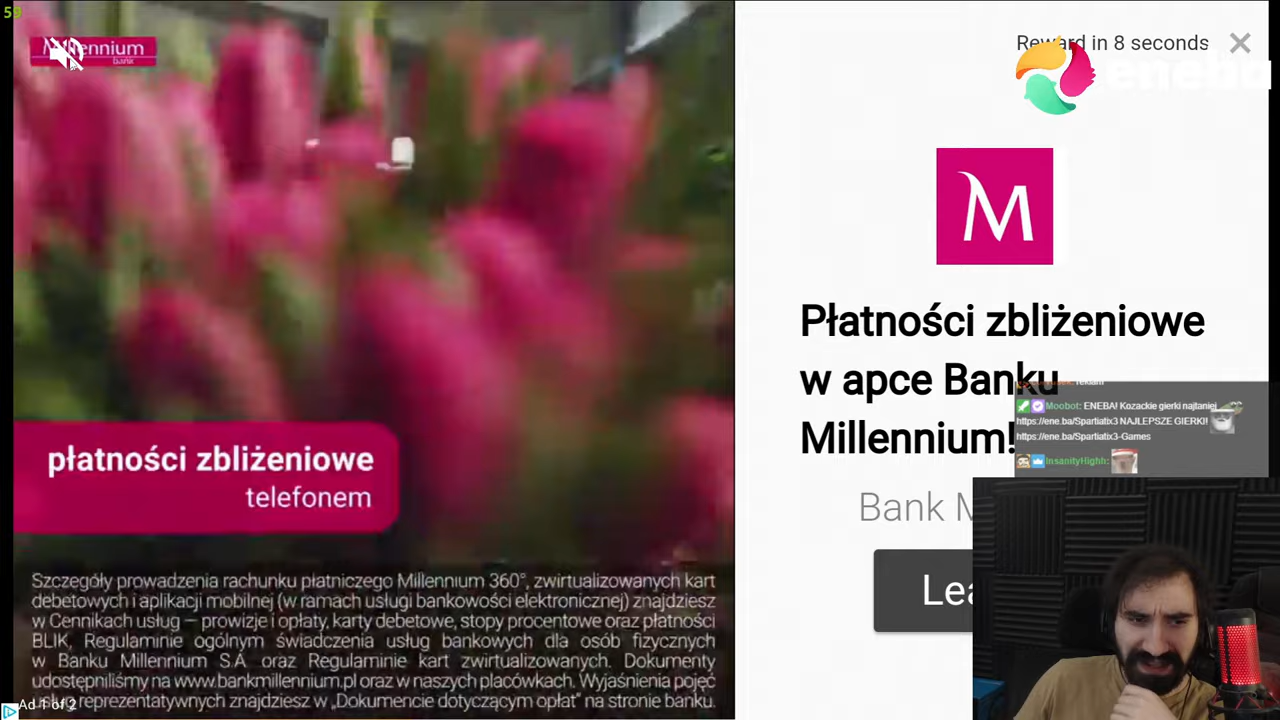 59
Millennium
bank
płatności zbliżeniowe
telefonem
Szczegóły prowadzenia rachunku płatniczego Millennium 360°, zwirtualizowanych kart
debetowych i aplikacji mobilnej (w ramach usługi bankowości elektronicznej) znajdziesz
w Cennikach usług – prowizje i opłaty, karty debetowe, stopy procentowe oraz płatności
BLIK, Regulaminie ogólnym świadczenia usług bankowych dla osób fizycznych
w Banku Millennium S.A. oraz Regulaminie kart zwirtualizowanych. Dokumenty
udostępniliśmy na www.bankmillennium.pl oraz w naszych placówkach. Wyjaśnienia pojęć
usług reprezentatywnych znajdziesz w „Dokumencie dotyczącym opłat" na stronie banku.
Ad 1 of 2
Reward in 8 seconds
eneba
M
Płatności zbliżeniowe
w apce Banku
Millennium!
Bank M
Lea
reklam
Moobot: ENEBA! Kozackie gierki najtaniej
https://ene.ba/Spartiatix3 NAJLEPSZE GIERKI!
https://ene.ba/Spartiatix3-Games
InsanityHighh: